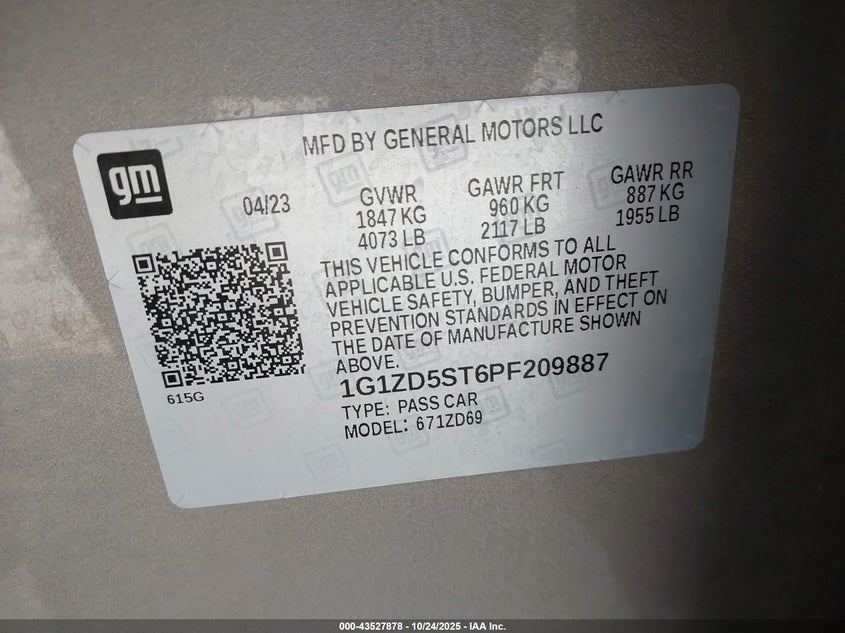 MFD BY GENERAL MOTORS LLC
gm
04/23
GVWR
1847 KG
4073 LB
GAWR FRT
960 KG
2117 LB
GAWR RR
887 KG
1955 LB
THIS VEHICLE CONFORMS TO ALL
APPLICABLE U.S. FEDERAL MOTOR
VEHICLE SAFETY, BUMPER, AND THEFT
PREVENTION STANDARDS IN EFFECT ON
THE DATE OF MANUFACTURE SHOWN
ABOVE.
1G1ZD5ST6PF209887
TYPE: PASS CAR
MODEL: 671ZD69
615G
000-43527878 - 10/24/2025 - IAA Inc.